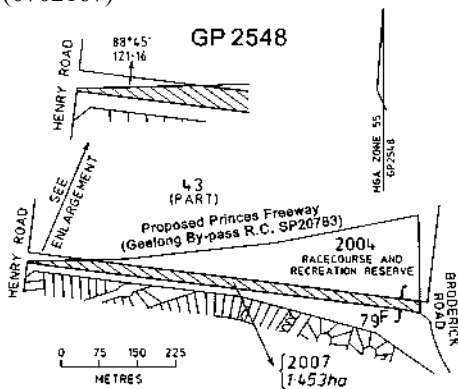 (0702107)
GP 2548
88°45'
121·16
HENRY ROAD
SEE
ENLARGEMENT
MGA ZONE 55
GP2548
43
(PART)
Proposed Princes Freeway
(Geelong By-pass R.C. SP20783)
2004
RACECOURSE AND
RECREATION RESERVE
HENRY ROAD
BRODERICK
ROAD
79F
0 75 150 225
METRES
2007
1·453ha